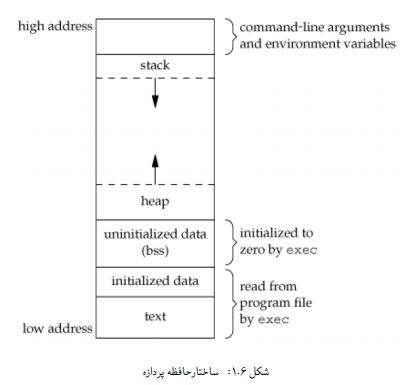 high address
command-line arguments
and environment variables
stack
heap
uninitialized data
(bss)
initialized to
zero by exec
initialized data
read from
program file
by exec
text
low address
شکل ۱.۶: ساختارحافظه پردازه